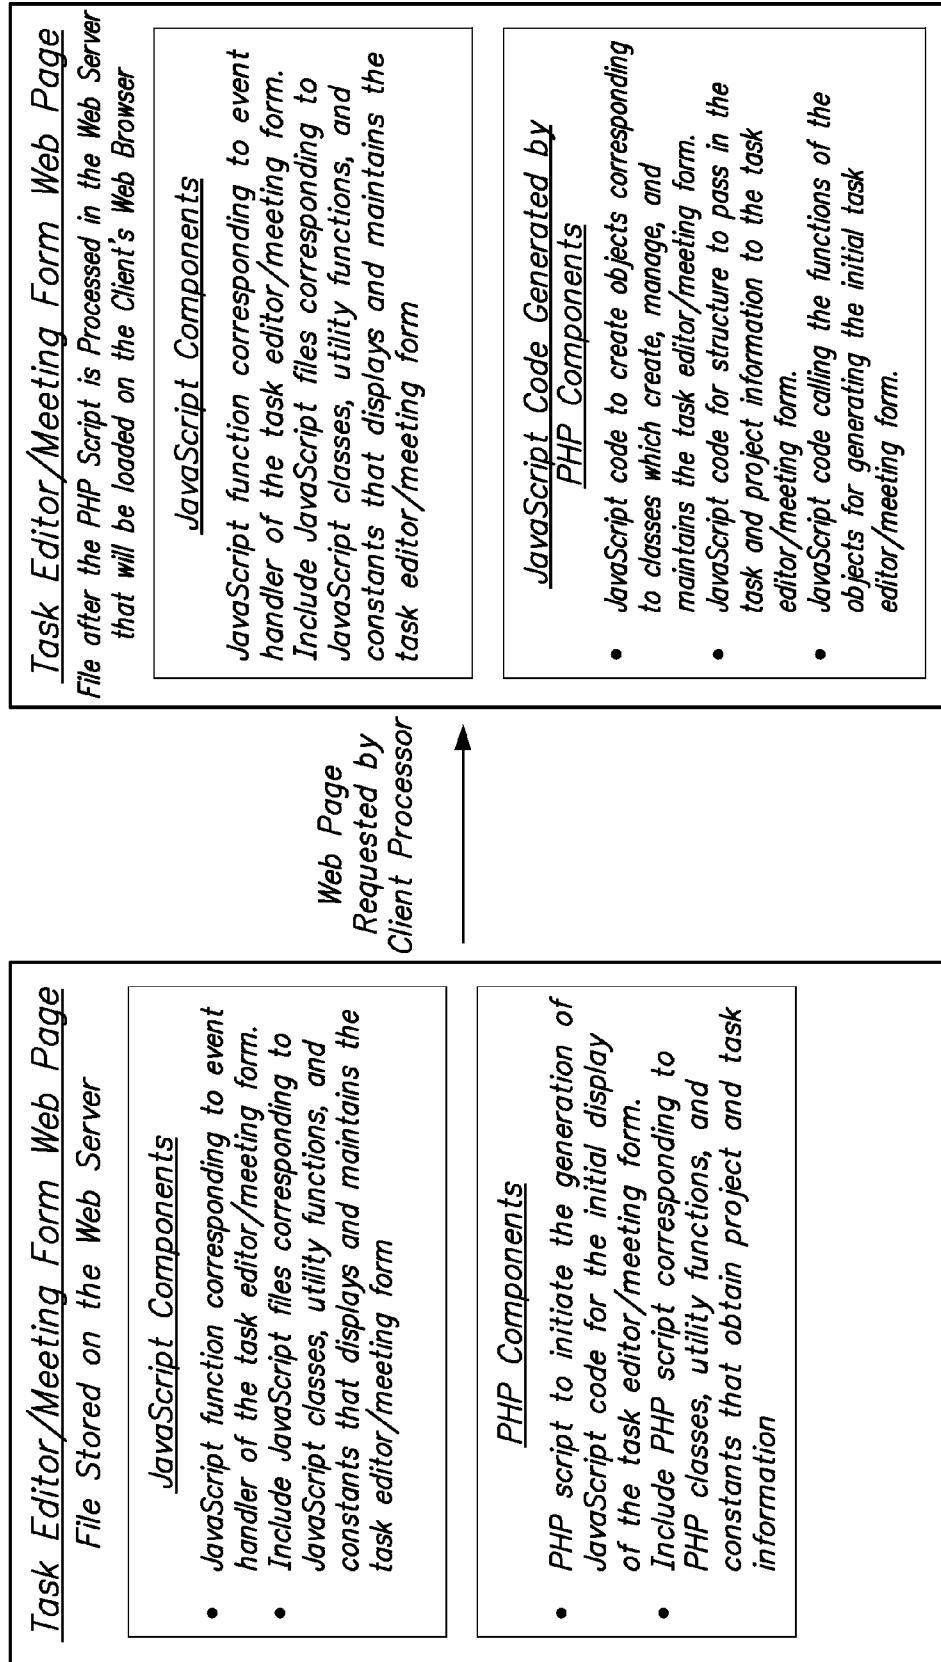 Task Editor/Meeting Form Web Page
File Stored on the Web Server
JavaScript Components
• JavaScript function corresponding to event
handler of the task editor/meeting form.
• Include JavaScript files corresponding to
JavaScript classes, utility functions, and
constants that displays and maintains the
task editor/meeting form
PHP Components
• PHP script to initiate the generation of
JavaScript code for the initial display
of the task editor/meeting form.
• Include PHP script corresponding to
PHP classes, utility functions, and
constants that obtain project and task
information
Web Page
Requested by
Client Processor
Task Editor/Meeting Form Web Page
File after the PHP Script is Processed in the Web Server
that will be loaded on the Client's Web Browser
JavaScript Components
JavaScript function corresponding to event
handler of the task editor/meeting form.
Include JavaScript files corresponding to
JavaScript classes, utility functions, and
constants that displays and maintains the
task editor/meeting form
JavaScript Code Generated by
PHP Components
• JavaScript code to create objects corresponding
to classes which create, manage, and
maintains the task editor/meeting form.
• JavaScript code for structure to pass in the
task and project information to the task
editor/meeting form.
• JavaScript code calling the functions of the
objects for generating the initial task
editor/meeting form.